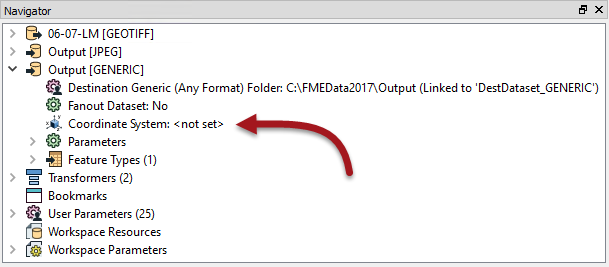 Navigator
06-07-LM [GEOTIFF]
Output [JPEG]
Output [GENERIC]
Destination Generic (Any Format) Folder: C:\FMEData2017\Output (Linked to 'DestDataset_GENERIC')
Fanout Dataset: No
Coordinate System: <not set>
Parameters
Feature Types (1)
Transformers (2)
Bookmarks
User Parameters (25)
Workspace Resources
Workspace Parameters